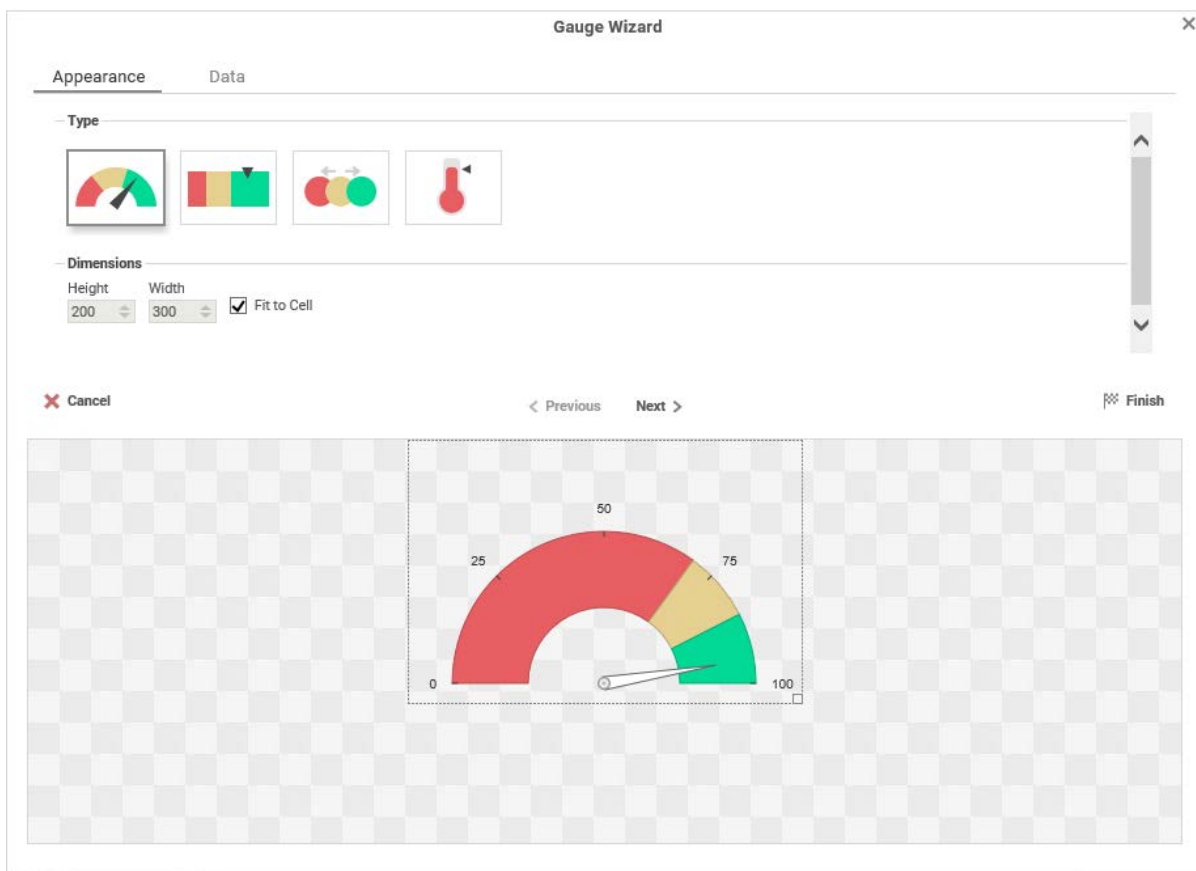 Gauge Wizard
Appearance Data
Type
Dimensions
Height Width
200 300 Fit to Cell
Cancel Previous Next Finish
50
25 75
0 100